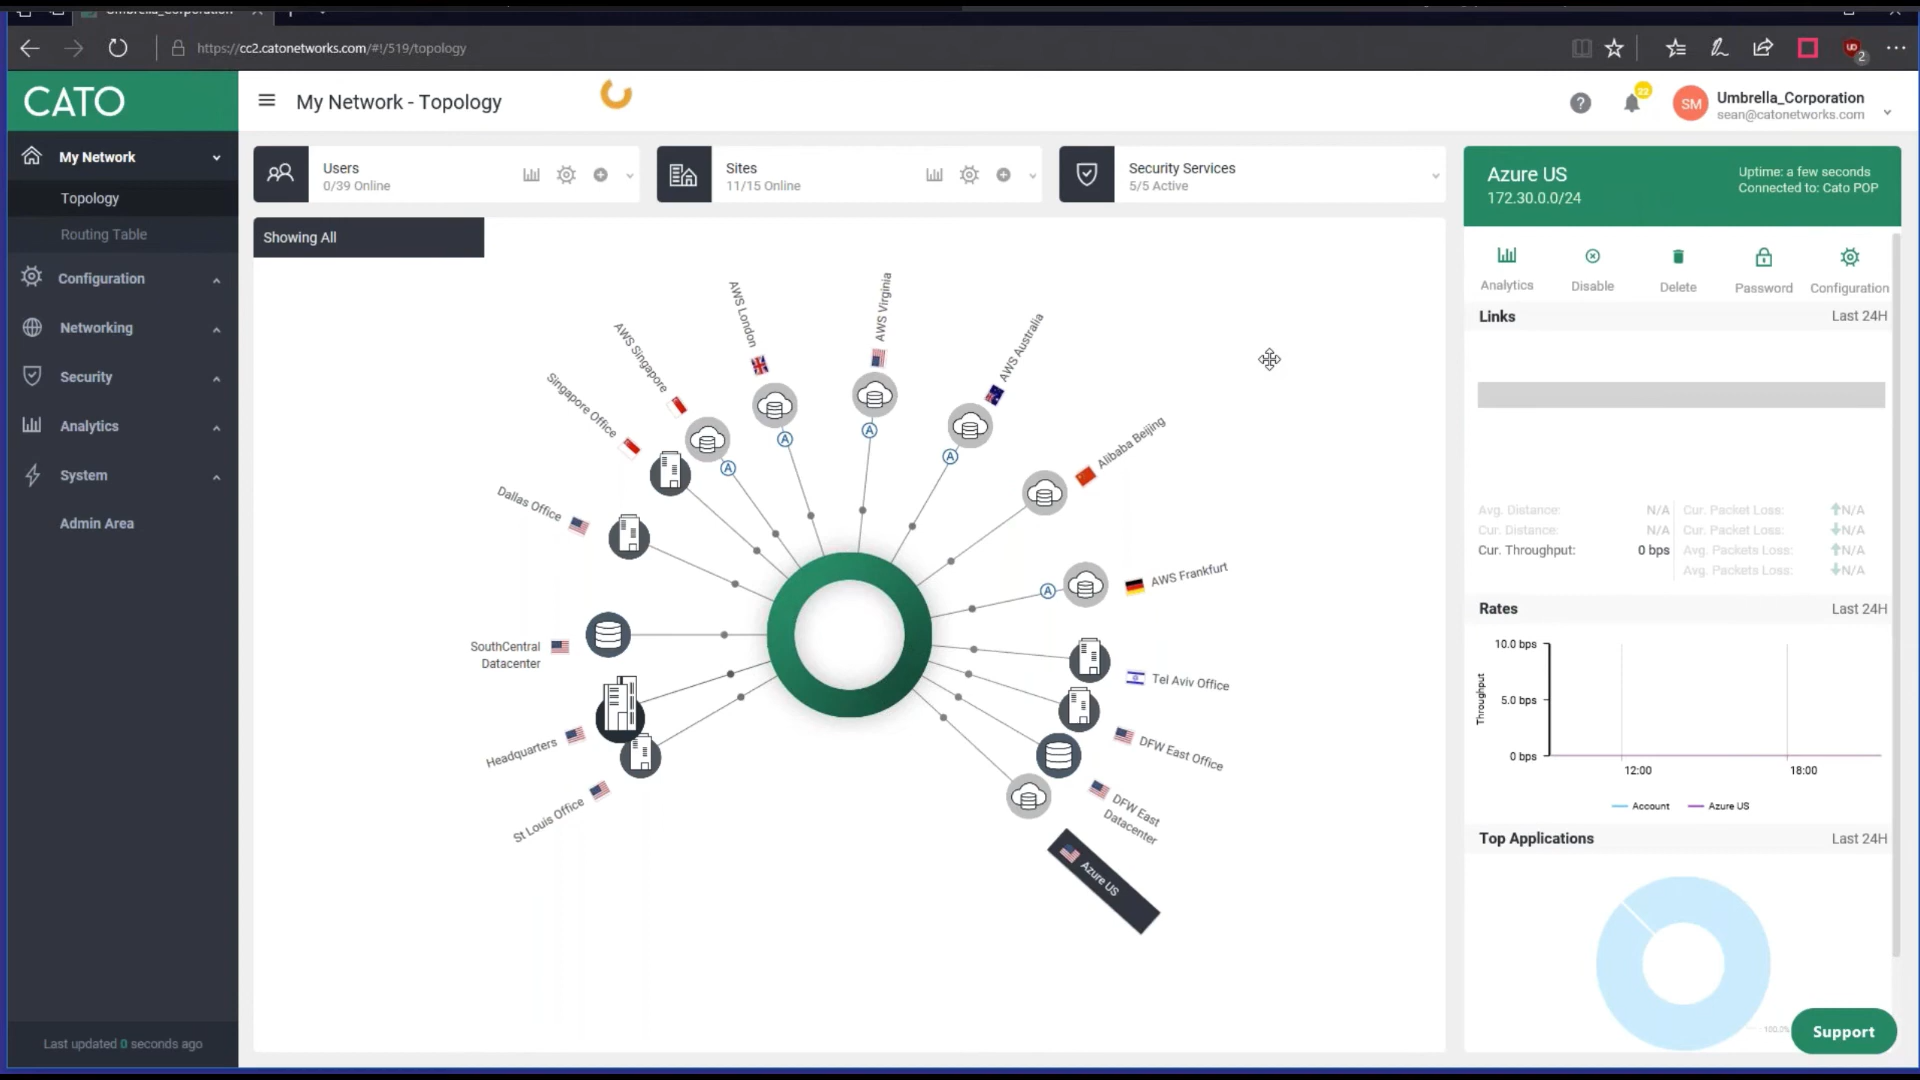 Umbrella_Corporation
https://cc2.catonetworks.com/#!/519/topology
2
CATO
My Network - Topology
22
SM
Umbrella_Corporation
sean@catonetworks.com
My Network
Topology
Routing Table
Configuration
Networking
Security
Analytics
System
Admin Area
Last updated 0 seconds ago
Users
0/39 Online
Sites
11/15 Online
Security Services
5/5 Active
Showing All
AWS London
AWS Virginia
AWS Australia
AWS Singapore
Singapore Office
Alibaba Beijing
Dallas Office
AWS Frankfurt
SouthCentral
Datacenter
Tel Aviv Office
Headquarters
DFW East Office
St Louis Office
DFW East
Datacenter
Azure US
A
A
A
A
A
Azure US
172.30.0.0/24
Uptime: a few seconds
Connected to: Cato POP
Analytics
Disable
Delete
Password
Configuration
Links
Last 24H
Avg. Distance: N/A
Cur. Packet Loss: N/A
Cur. Distance: N/A
N/A
Cur. Throughput: 0 bps
Avg. Packets Loss: N/A
Avg. Packets Loss: N/A
Rates
Last 24H
Throughput
10.0 bps
5.0 bps
0 bps
12:00
18:00
Account
Azure US
Top Applications
Last 24H
100.0%
Support